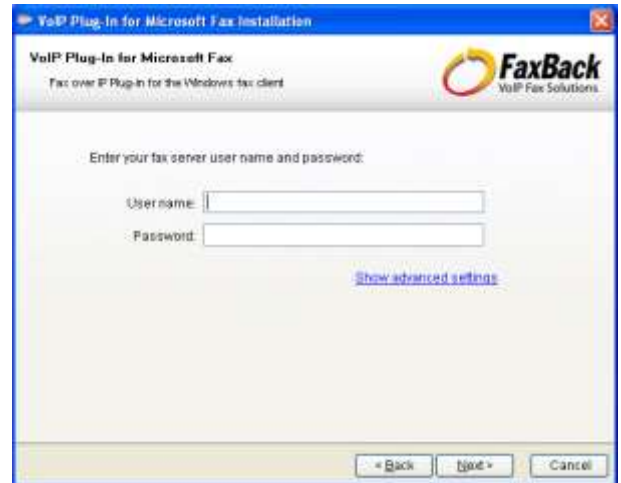 VoIP Plug-In for Microsoft Fax Installation
VoIP Plug-In for Microsoft Fax
Fax over IP Plug-in for the Windows fax client
FaxBack
VoIP Fax Solutions
Enter your fax server user name and password:
User name:
Password:
Show advanced settings
< Back
Next >
Cancel